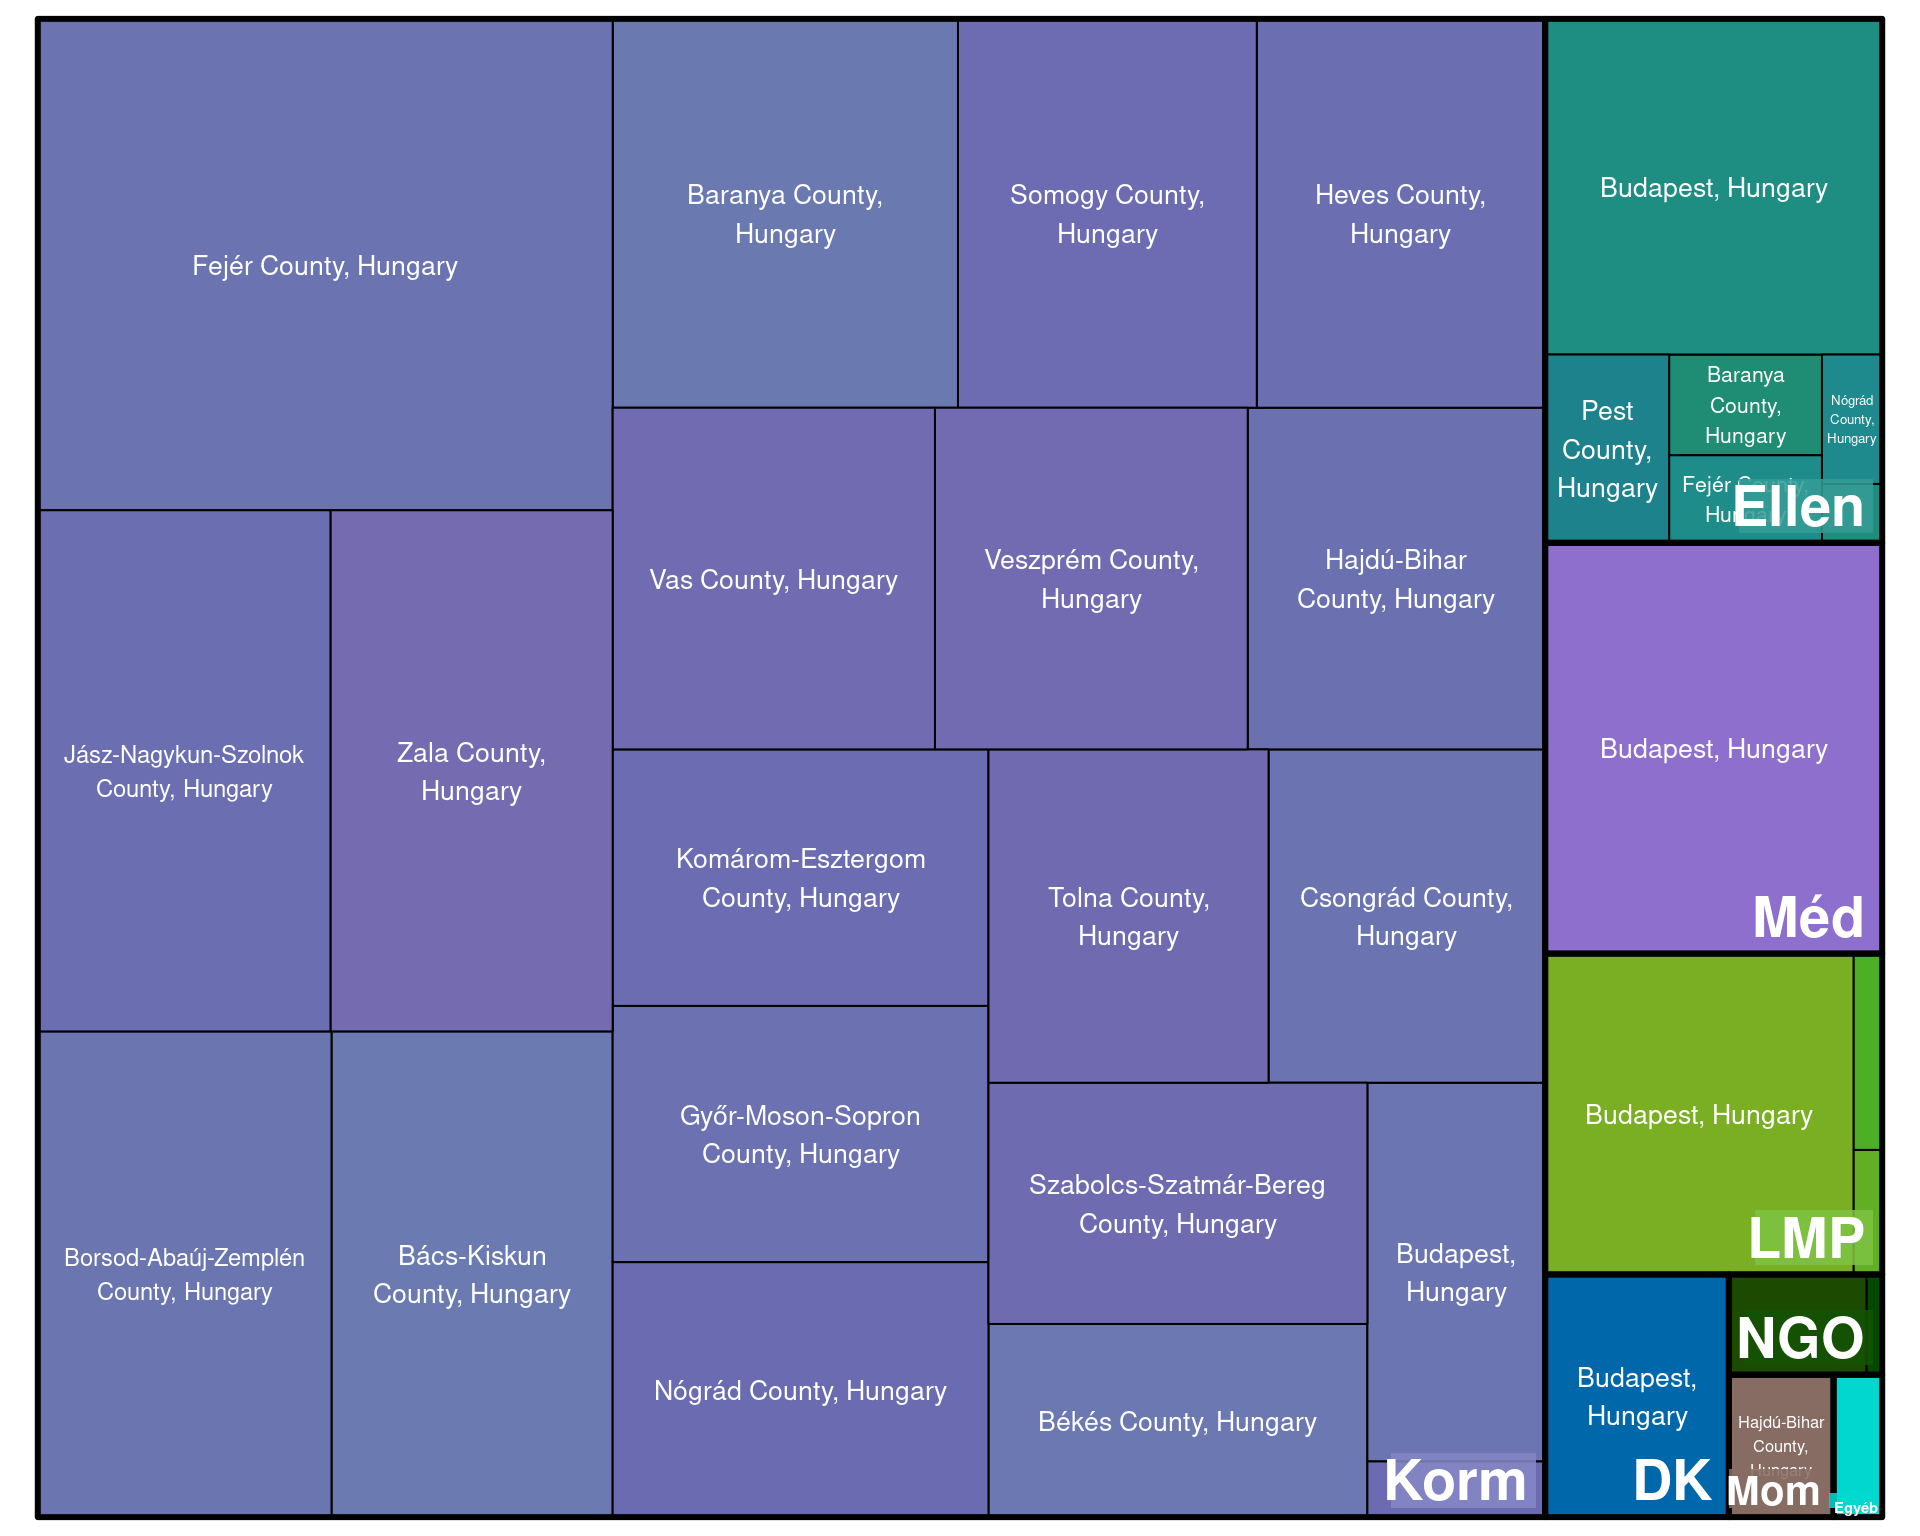 Fejér County, Hungary
Baranya County,
Hungary
Somogy County,
Hungary
Heves County,
Hungary
Jász-Nagykun-Szolnok
County, Hungary
Zala County,
Hungary
Vas County, Hungary
Veszprém County,
Hungary
Hajdú-Bihar
County, Hungary
Komárom-Esztergom
County, Hungary
Tolna County,
Hungary
Csongrád County,
Hungary
Borsod-Abaúj-Zemplén
County, Hungary
Bács-Kiskun
County, Hungary
Győr-Moson-Sopron
County, Hungary
Nógrád County, Hungary
Szabolcs-Szatmár-Bereg
County, Hungary
Békés County, Hungary
Budapest,
Hungary
Korm
Budapest, Hungary
Pest
County,
Hungary
Baranya
County,
Hungary
Fejér County,
Hungary
Nógrád
County,
Hungary
Ellen
Budapest, Hungary
Méd
Budapest, Hungary
LMP
Budapest,
Hungary
DK
NGO
Hajdú-Bihar
County,
Hungary
Mom
Egyéb